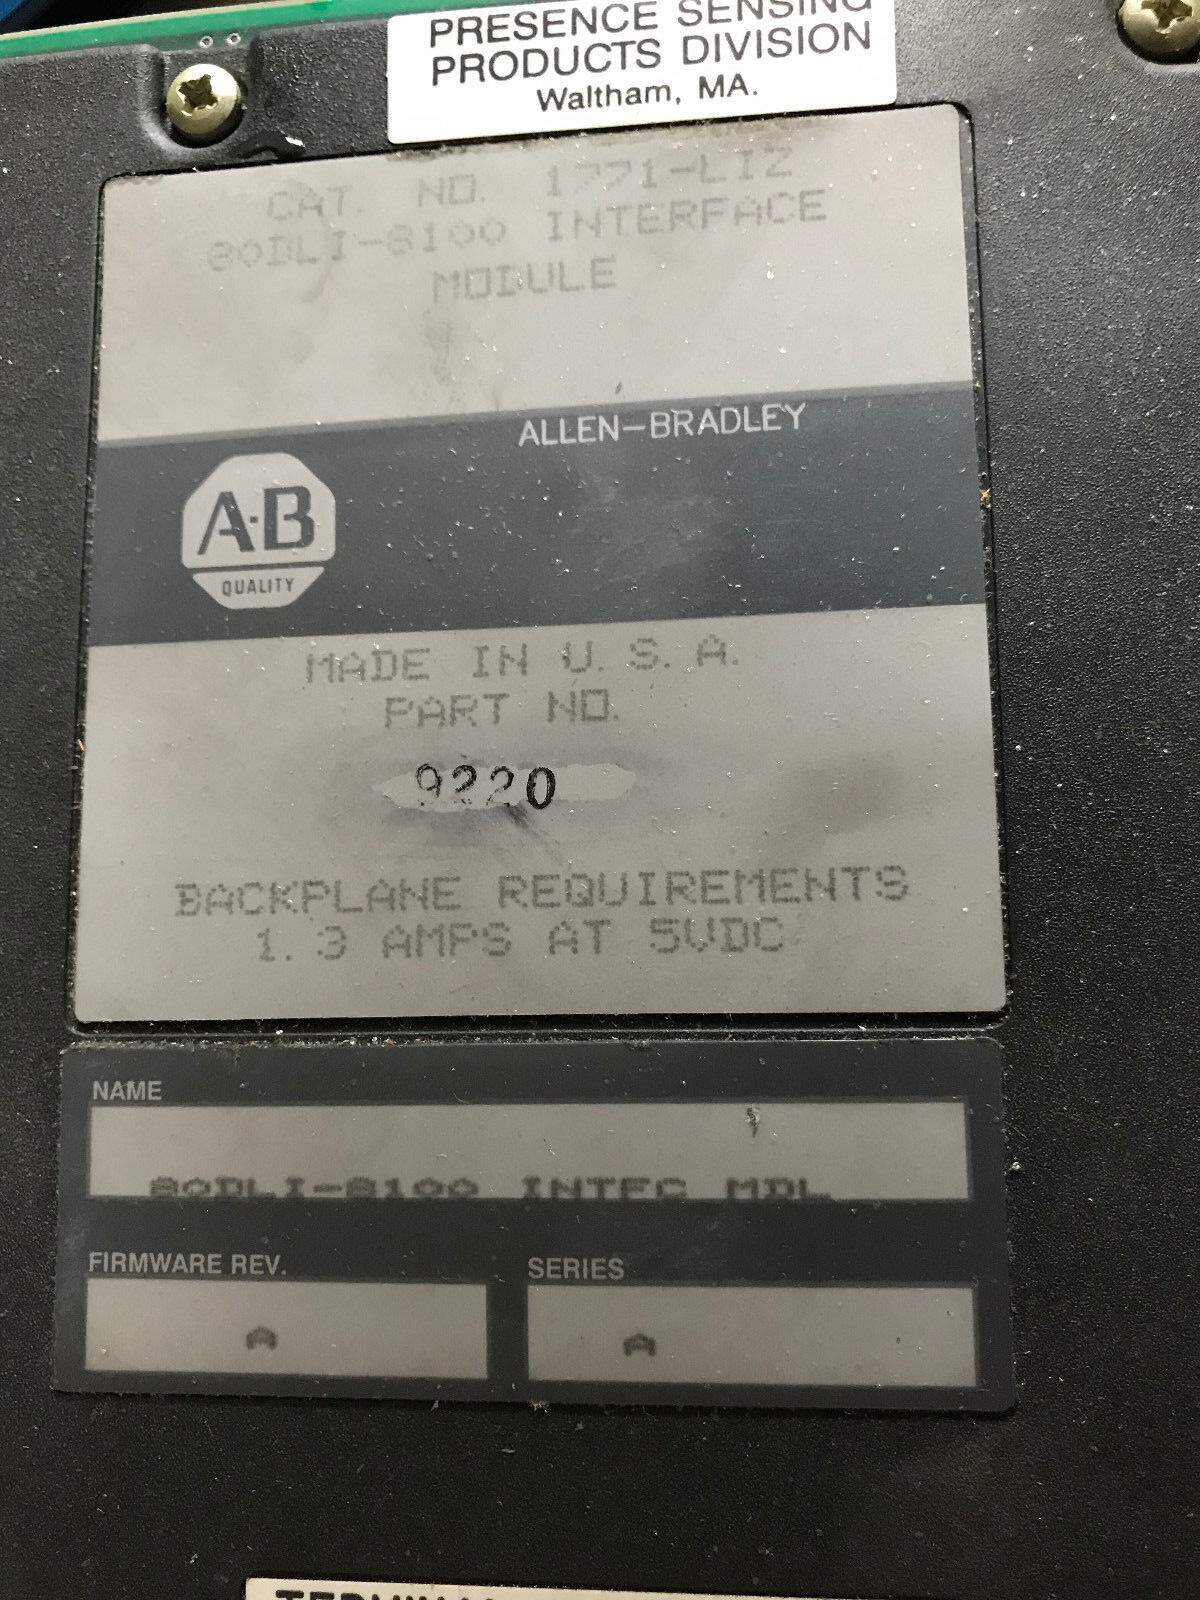 PRESENCE SENSING
PRODUCTS DIVISION
Waltham, MA.
CAT. NO. 1771-LIZ
80DLI-8100 INTERFACE
MODULE
ALLEN-BRADLEY
A·B
QUALITY
MADE IN U.S.A.
PART NO.
9220
BACKPLANE REQUIREMENTS
1.3 AMPS AT 5VDC
NAME
80DLI-8100 INTFC MDL
FIRMWARE REV.
SERIES
A
A